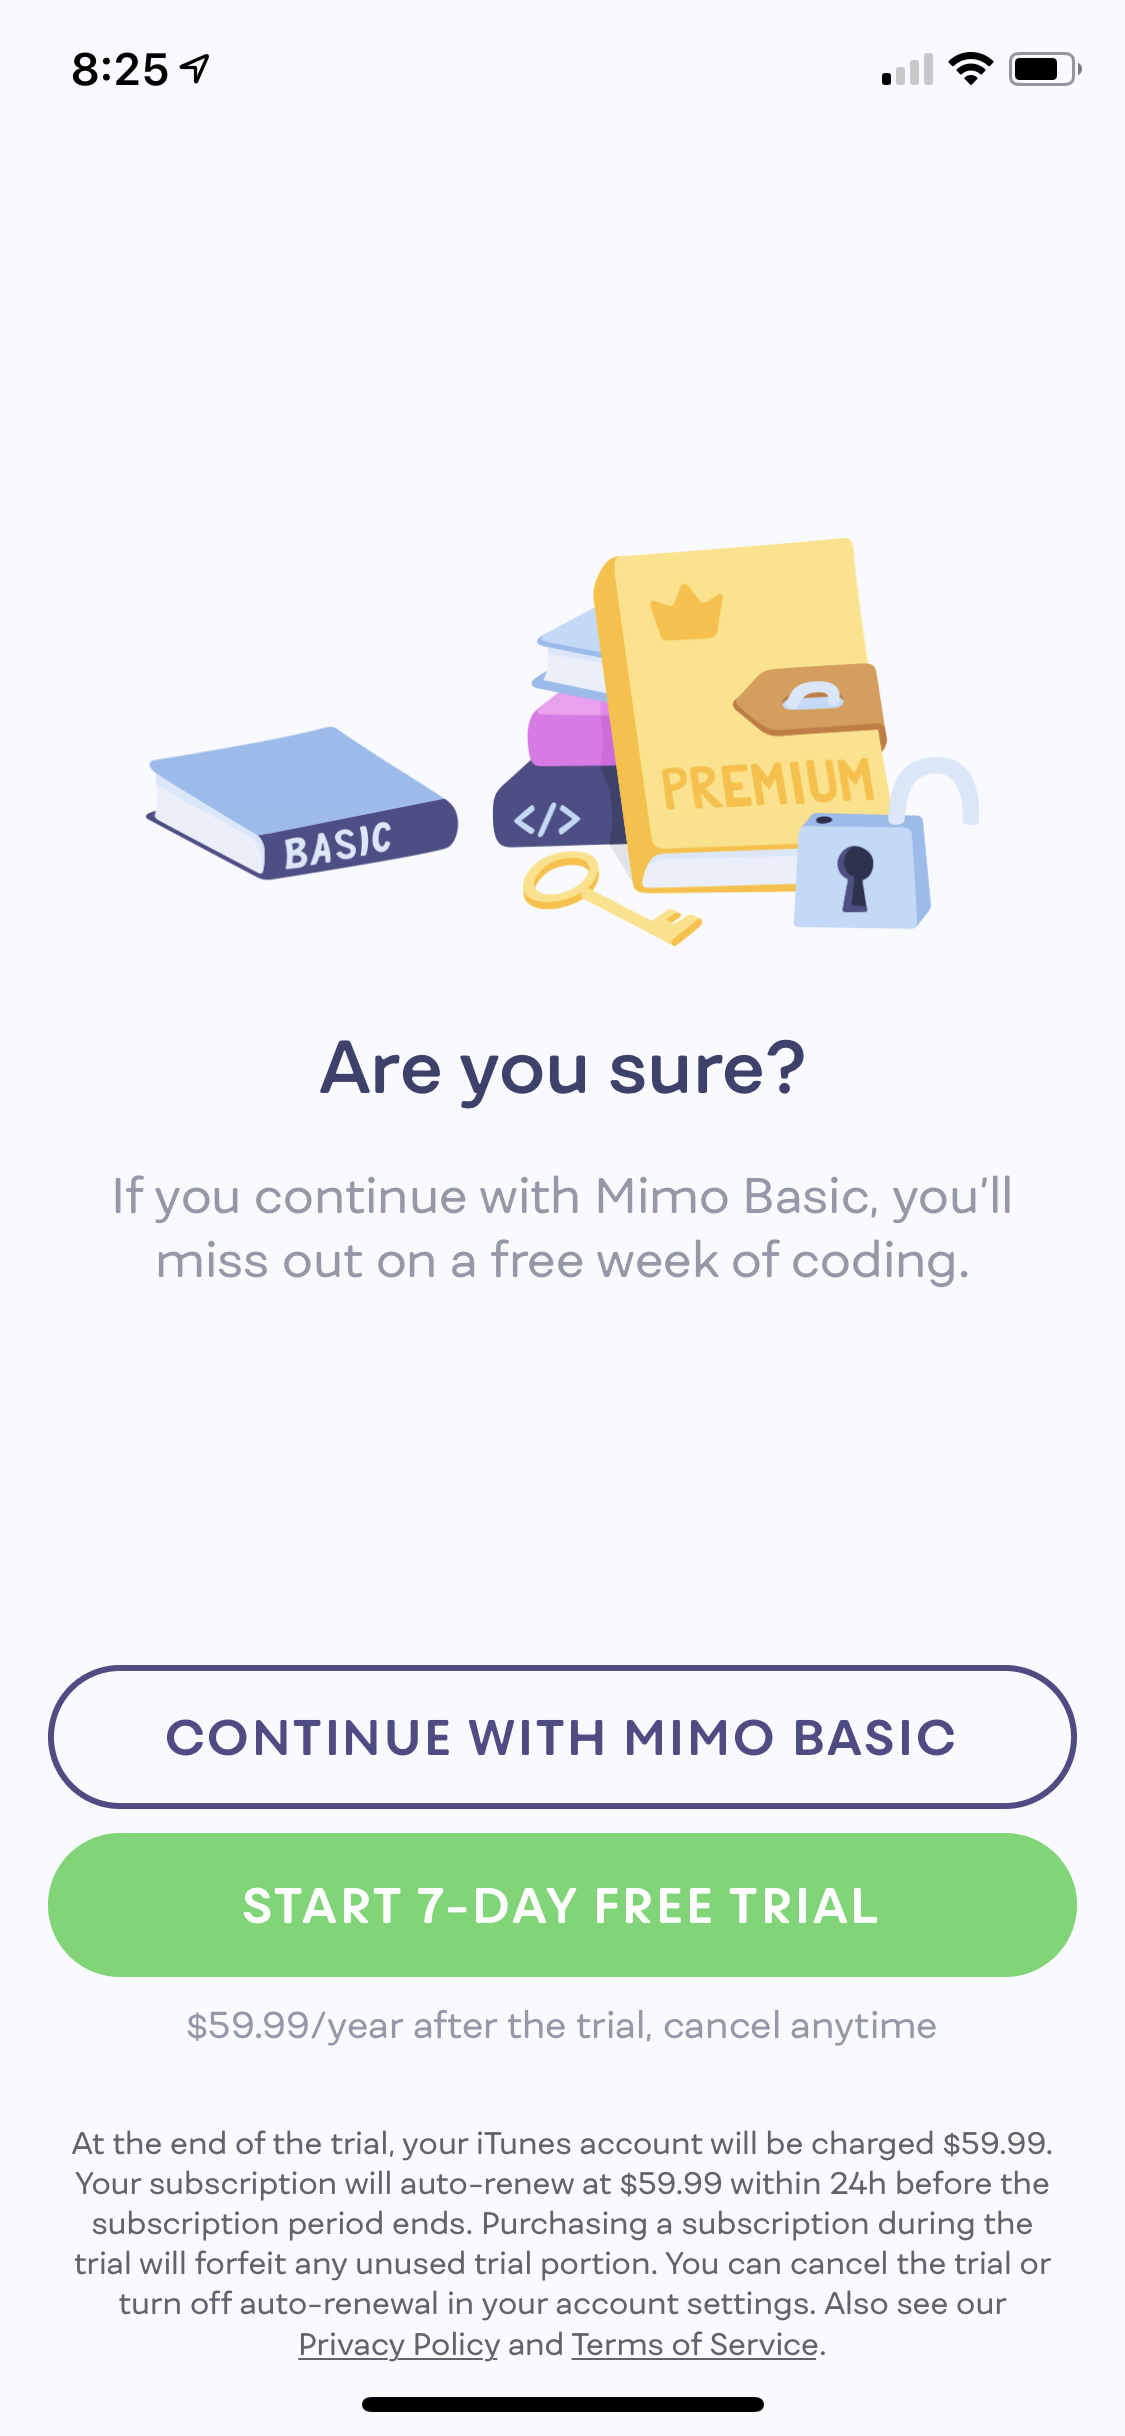 8:25
PREMIUM
</>
BASIC
Are you sure?
If you continue with Mimo Basic, you'll
miss out on a free week of coding.
CONTINUE WITH MIMO BASIC
START 7-DAY FREE TRIAL
$59.99/year after the trial, cancel anytime
At the end of the trial, your iTunes account will be charged $59.99.
Your subscription will auto-renew at $59.99 within 24h before the
subscription period ends. Purchasing a subscription during the
trial will forfeit any unused trial portion. You can cancel the trial or
turn off auto-renewal in your account settings. Also see our
Privacy Policy and Terms of Service.